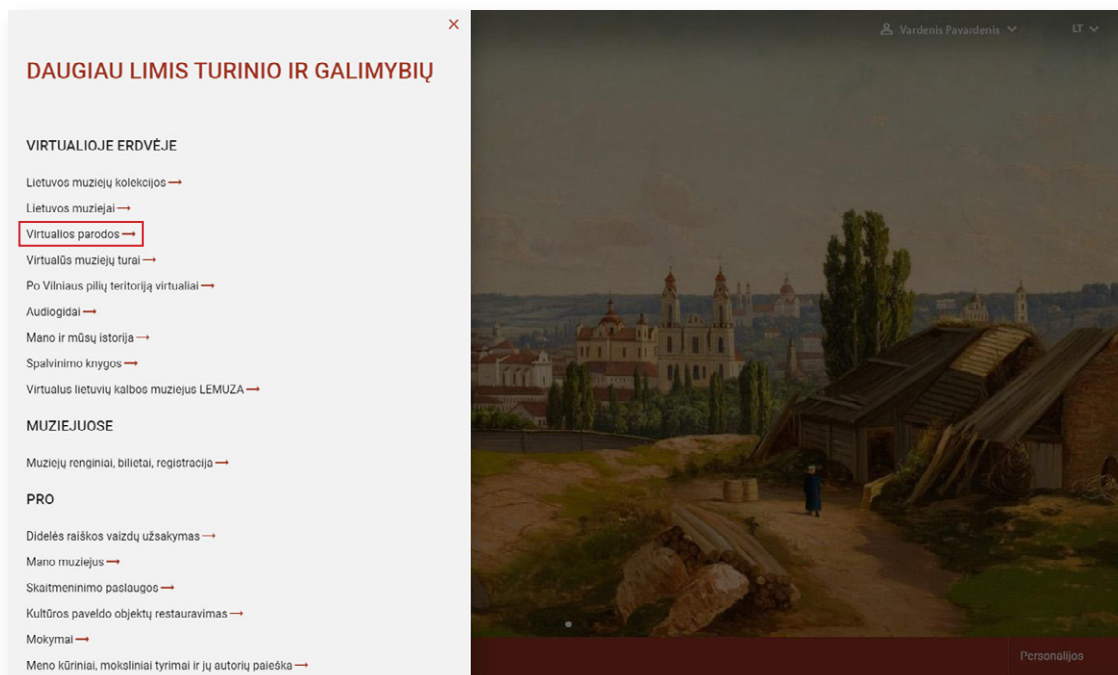 DAUGIAU LIMIS TURINIO IR GALIMYBIŲ
VIRTUALIOJE ERDVĖJE
Lietuvos muziejų kolekcijos
Lietuvos muziejai
Virtualios parodos
Virtualūs muziejų turai
Po Vilniaus pilių teritoriją virtualiai
Audiogidai
Mano ir mūsų istorija
Spalvinimo knygos
Virtualus lietuvių kalbos muziejus LEMUZA
MUZIEJUOSE
Muziejų renginiai, bilietai, registracija
PRO
Didelės raiškos vaizdų užsakymas
Mano muziejus
Skaitmeninimo paslaugos
Kultūros paveldo objektų restauravimas
Mokymai
Meno kūriniai, moksliniai tyrimai ir jų autorių paieška
Vardenis Pavardenis
LT
Personalijos